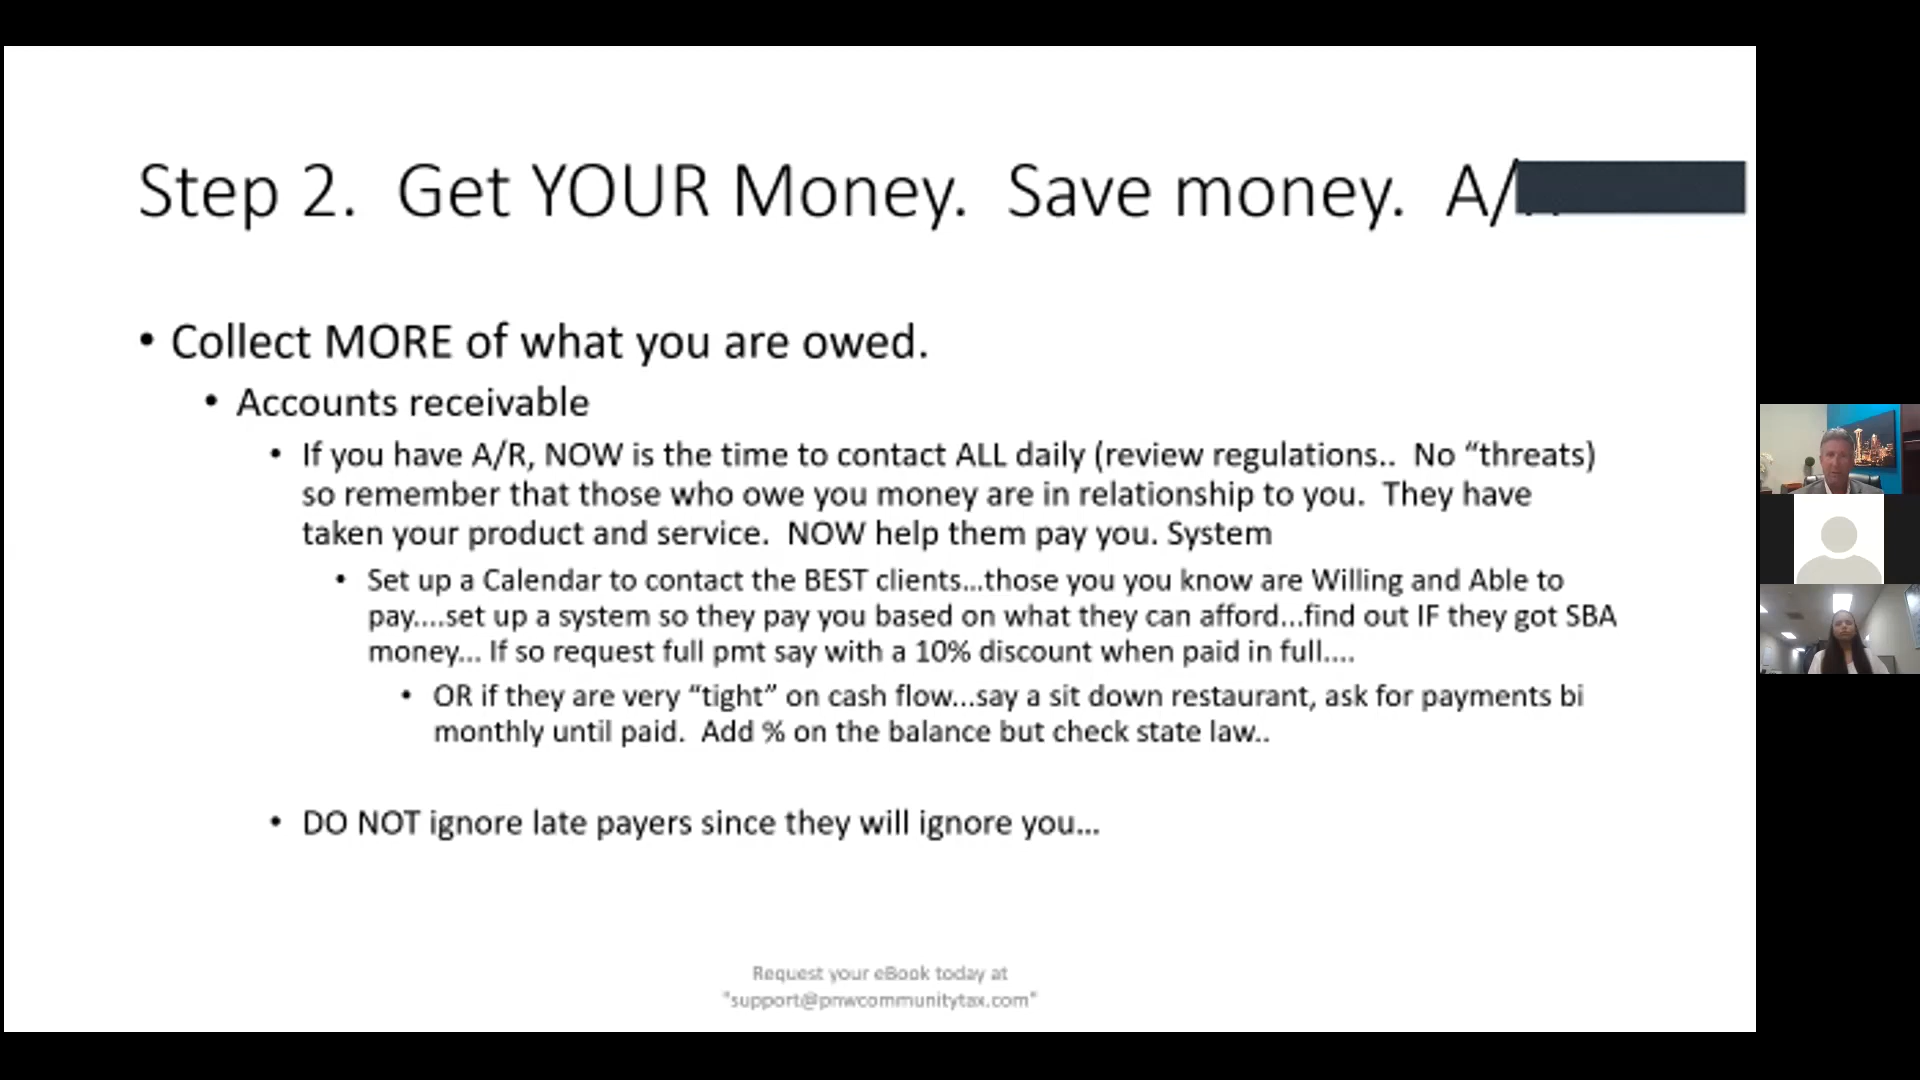 Step 2.  Get YOUR Money.  Save money.  A/
• Collect MORE of what you are owed.
• Accounts receivable
• If you have A/R, NOW is the time to contact ALL daily (review regulations..  No “threats)
so remember that those who owe you money are in relationship to you.  They have
taken your product and service.  NOW help them pay you. System
• Set up a Calendar to contact the BEST clients...those you you know are Willing and Able to
pay....set up a system so they pay you based on what they can afford...find out IF they got SBA
money... If so request full pmt say with a 10% discount when paid in full....
• OR if they are very “tight” on cash flow...say a sit down restaurant, ask for payments bi
monthly until paid.  Add % on the balance but check state law..
• DO NOT ignore late payers since they will ignore you...
Request your eBook today at
"support@pnwcommunitytax.com"